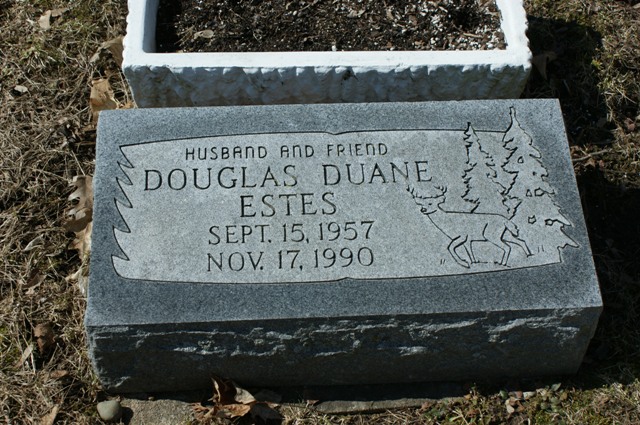 HUSBAND AND FRIEND
DOUGLAS DUANE
ESTES
SEPT. 15, 1957
NOV. 17, 1990